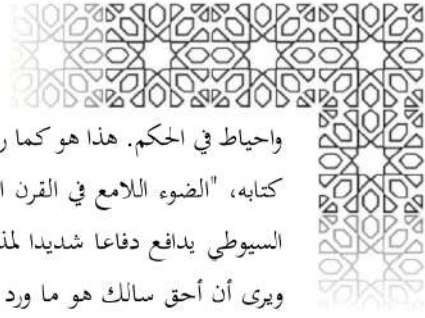 واحياط في الحكم. هذا هو كما
كتابه، "الضوء اللامع في القرن
السيوطي يدافع دفاعا شديدا
ويرى أن أحق سالك هو ما ورد